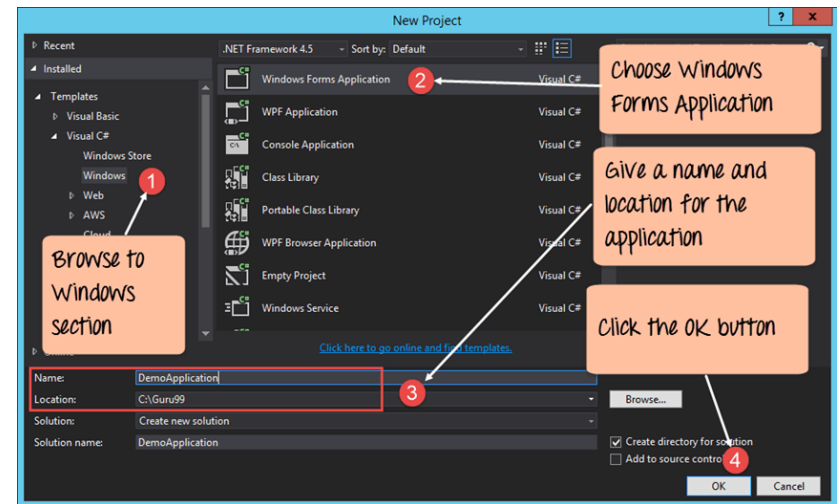 New Project
? x
Recent
.NET Framework 4.5 Sort by: Default
Installed
Templates
Visual Basic
Visual C#
Windows Store
Windows
Web
AWS
1
Windows Forms Application Visual C#
2
WPF Application Visual C#
Console Application Visual C#
Class Library Visual C#
Portable Class Library Visual C#
WPF Browser Application Visual C#
Empty Project Visual C#
Windows Service Visual C#
Choose Windows
Forms Application
Give a name and
location for the
application
Browse to
Windows
section
Click the OK button
Click here to go online and find templates.
Name: DemoApplication
Location: C:\Guru99
3
Browse...
Solution: Create new solution
Solution name: DemoApplication
Create directory for solution
Add to source control
4
OK Cancel